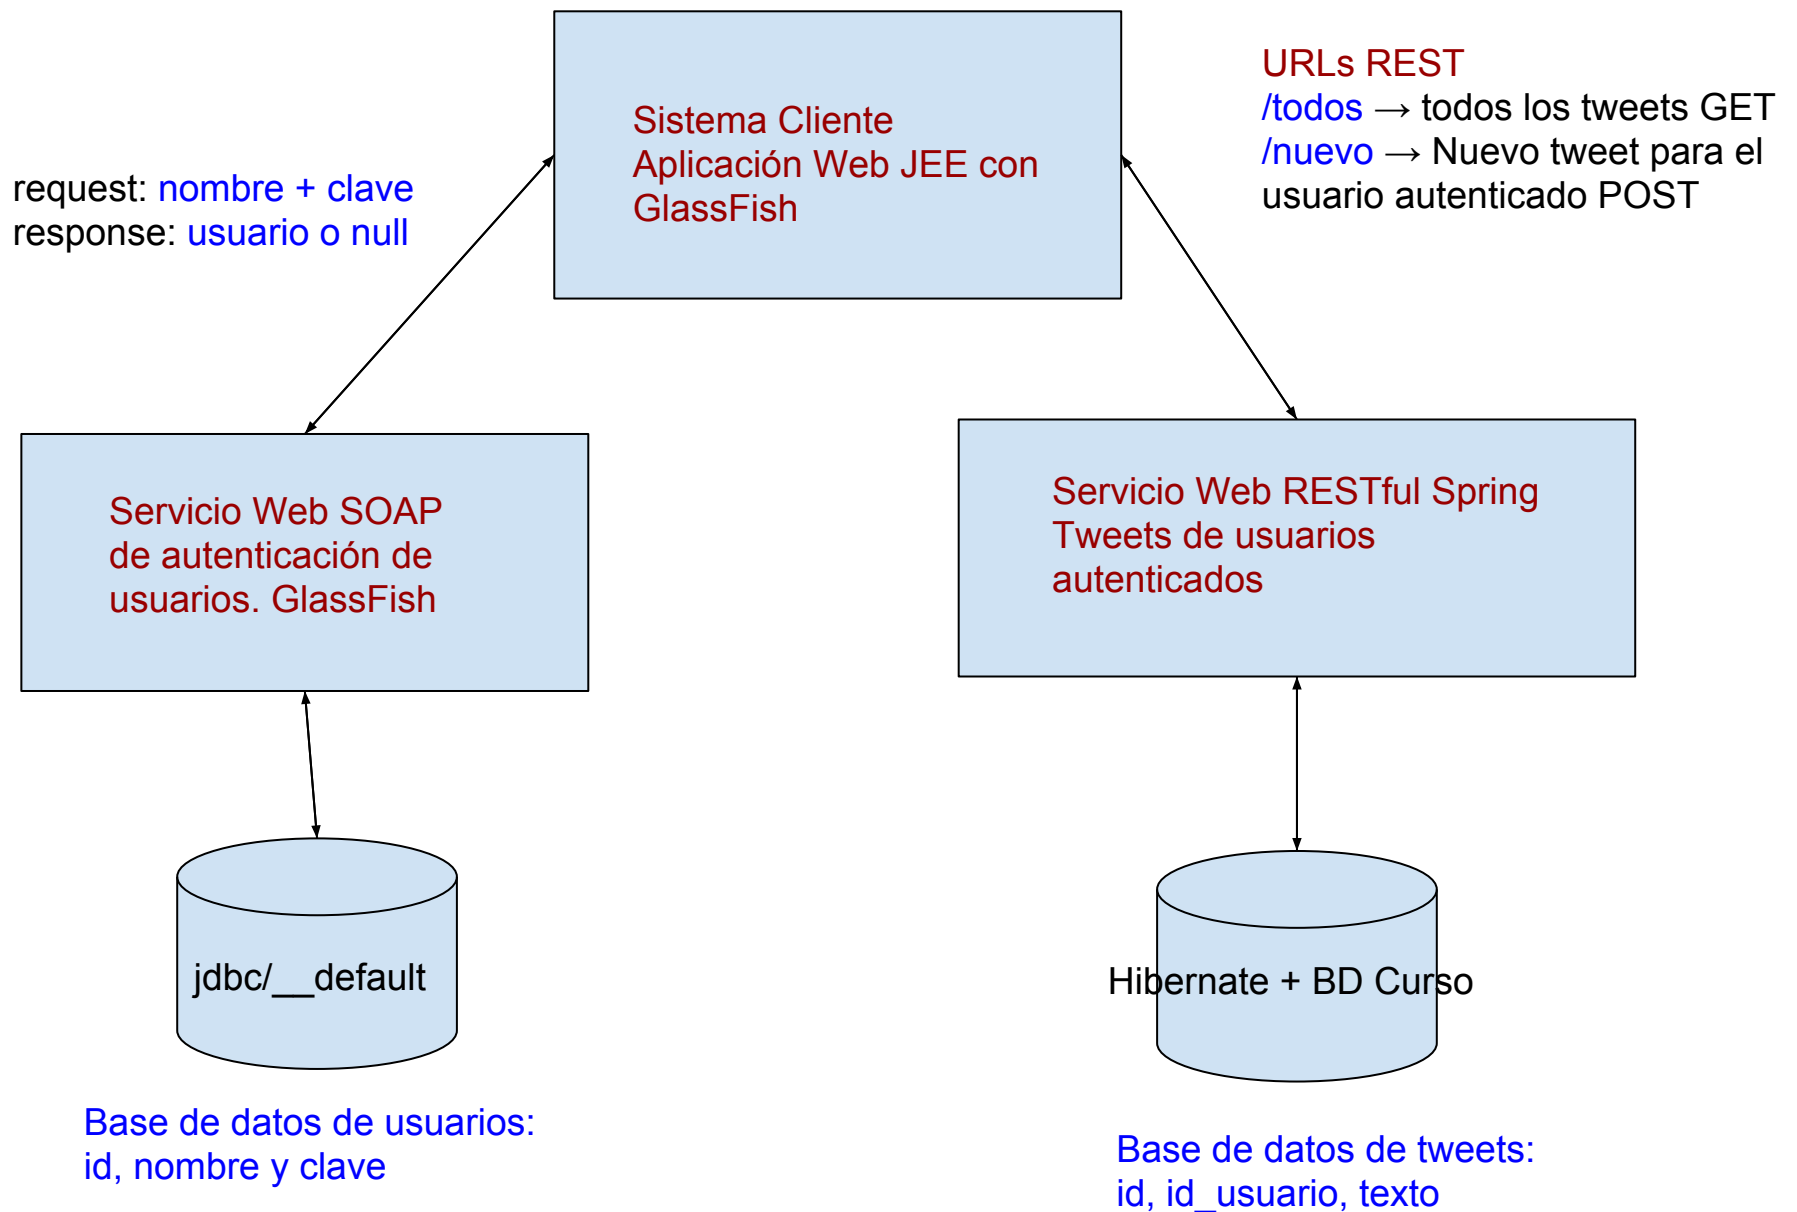 Sistema Cliente
Aplicación Web JEE con
GlassFish
URLs REST
/todos → todos los tweets GET
/nuevo → Nuevo tweet para el
usuario autenticado POST
request: nombre + clave
response: usuario o null
Servicio Web SOAP
de autenticación de
usuarios. GlassFish
Servicio Web RESTful Spring
Tweets de usuarios
autenticados
jdbc/__default
Hibernate + BD Curso
Base de datos de usuarios:
id, nombre y clave
Base de datos de tweets:
id, id_usuario, texto